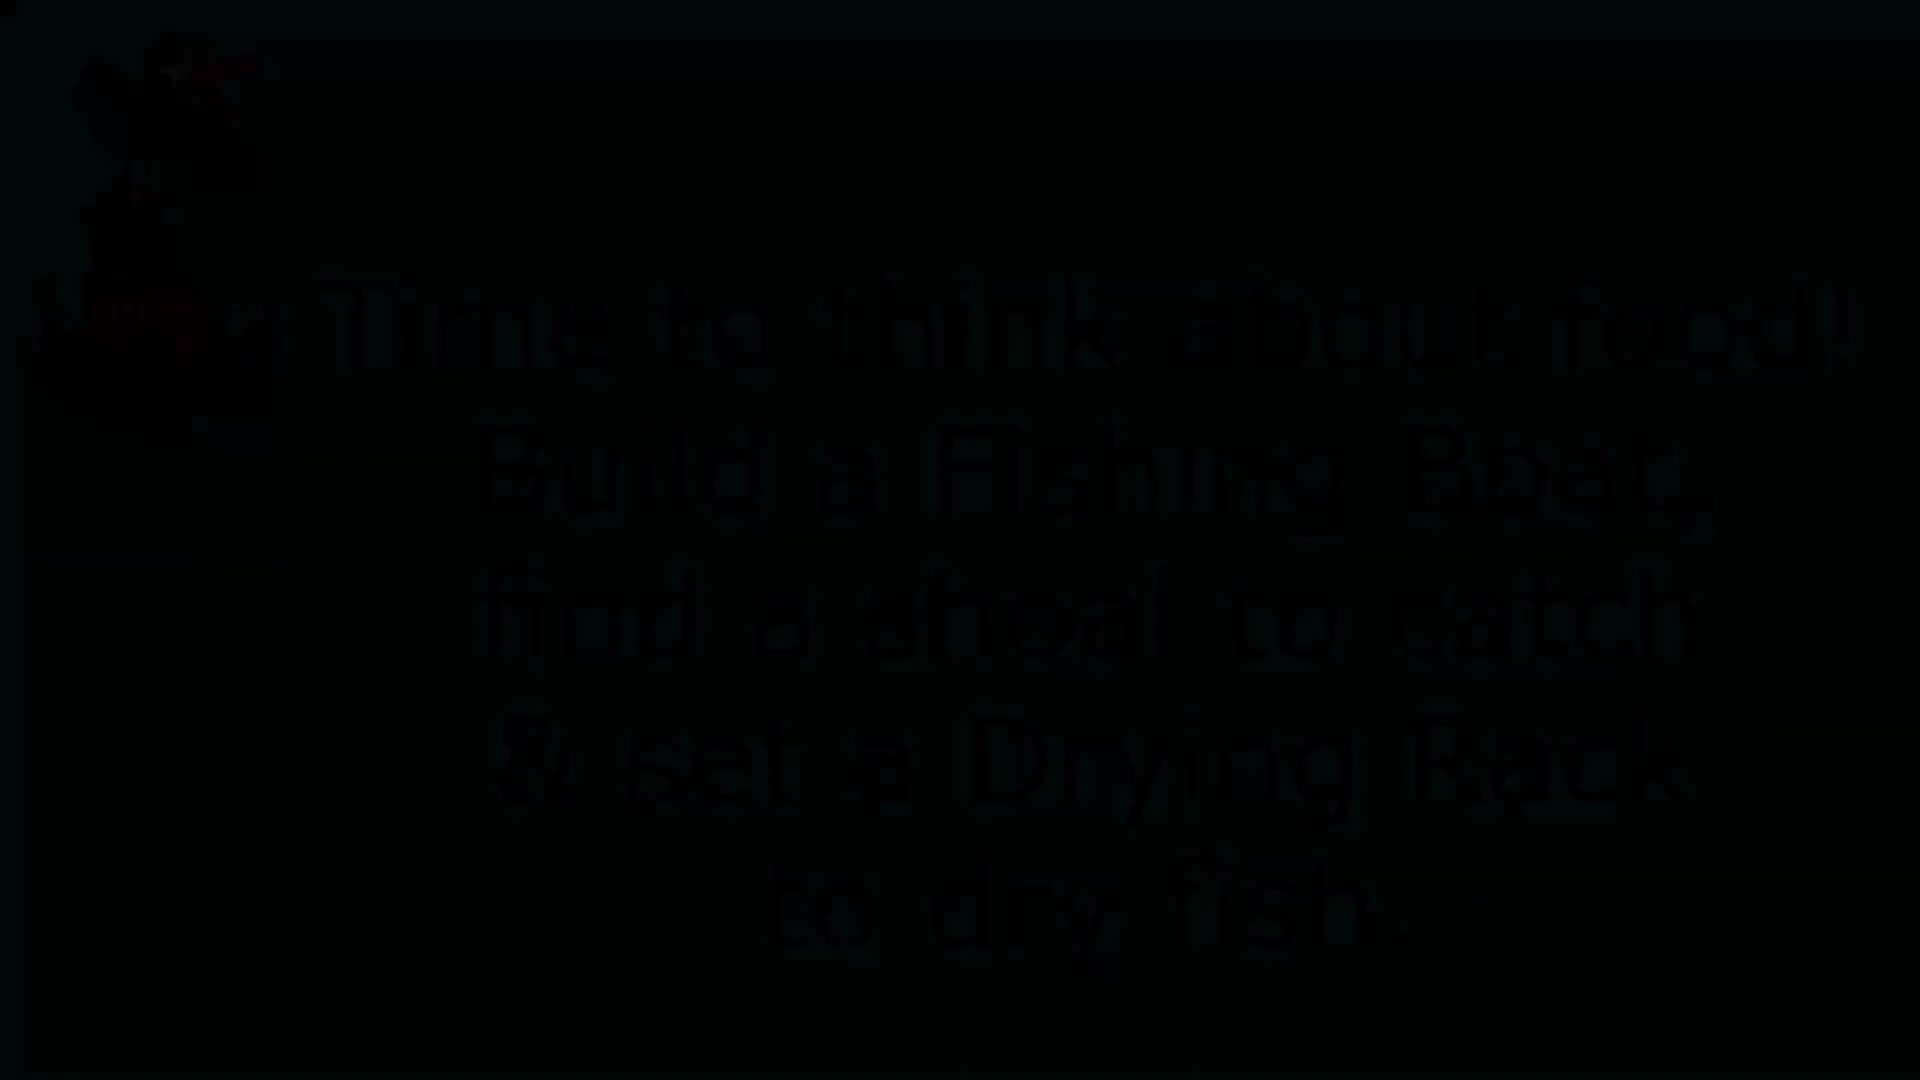 Time to think about food!
Build a Fishing Boat,
find a shoal to catch
& set a Drying Rack
to dry fish.